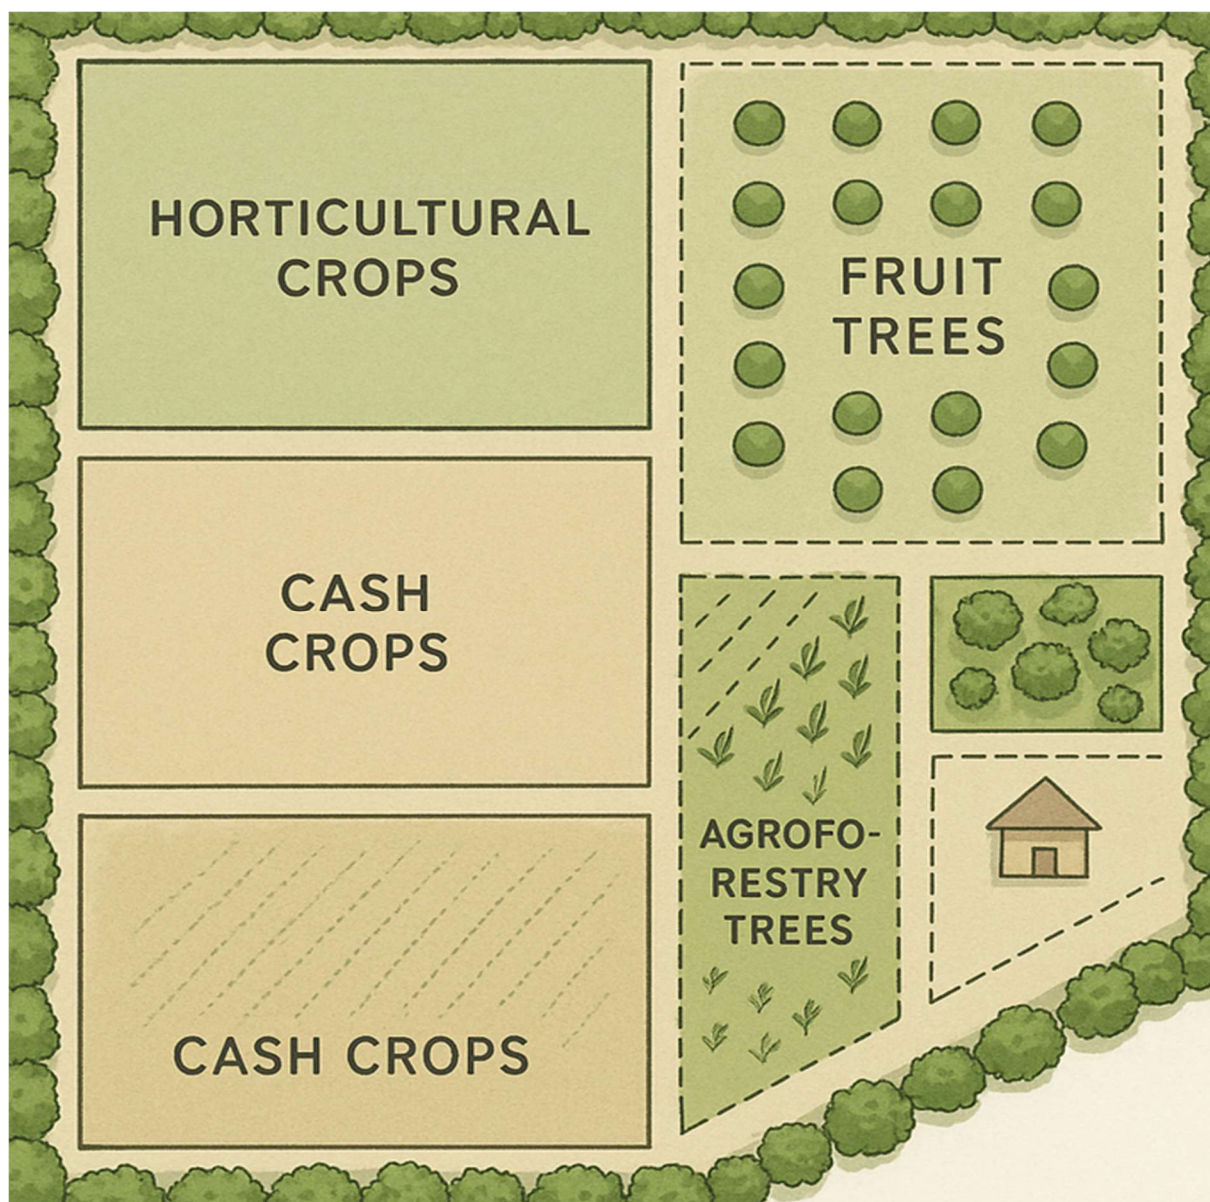 HORTICULTURAL
CROPS
FRUIT
TREES
CASH
CROPS
AGROFO-
RESTRY
TREES
CASH CROPS